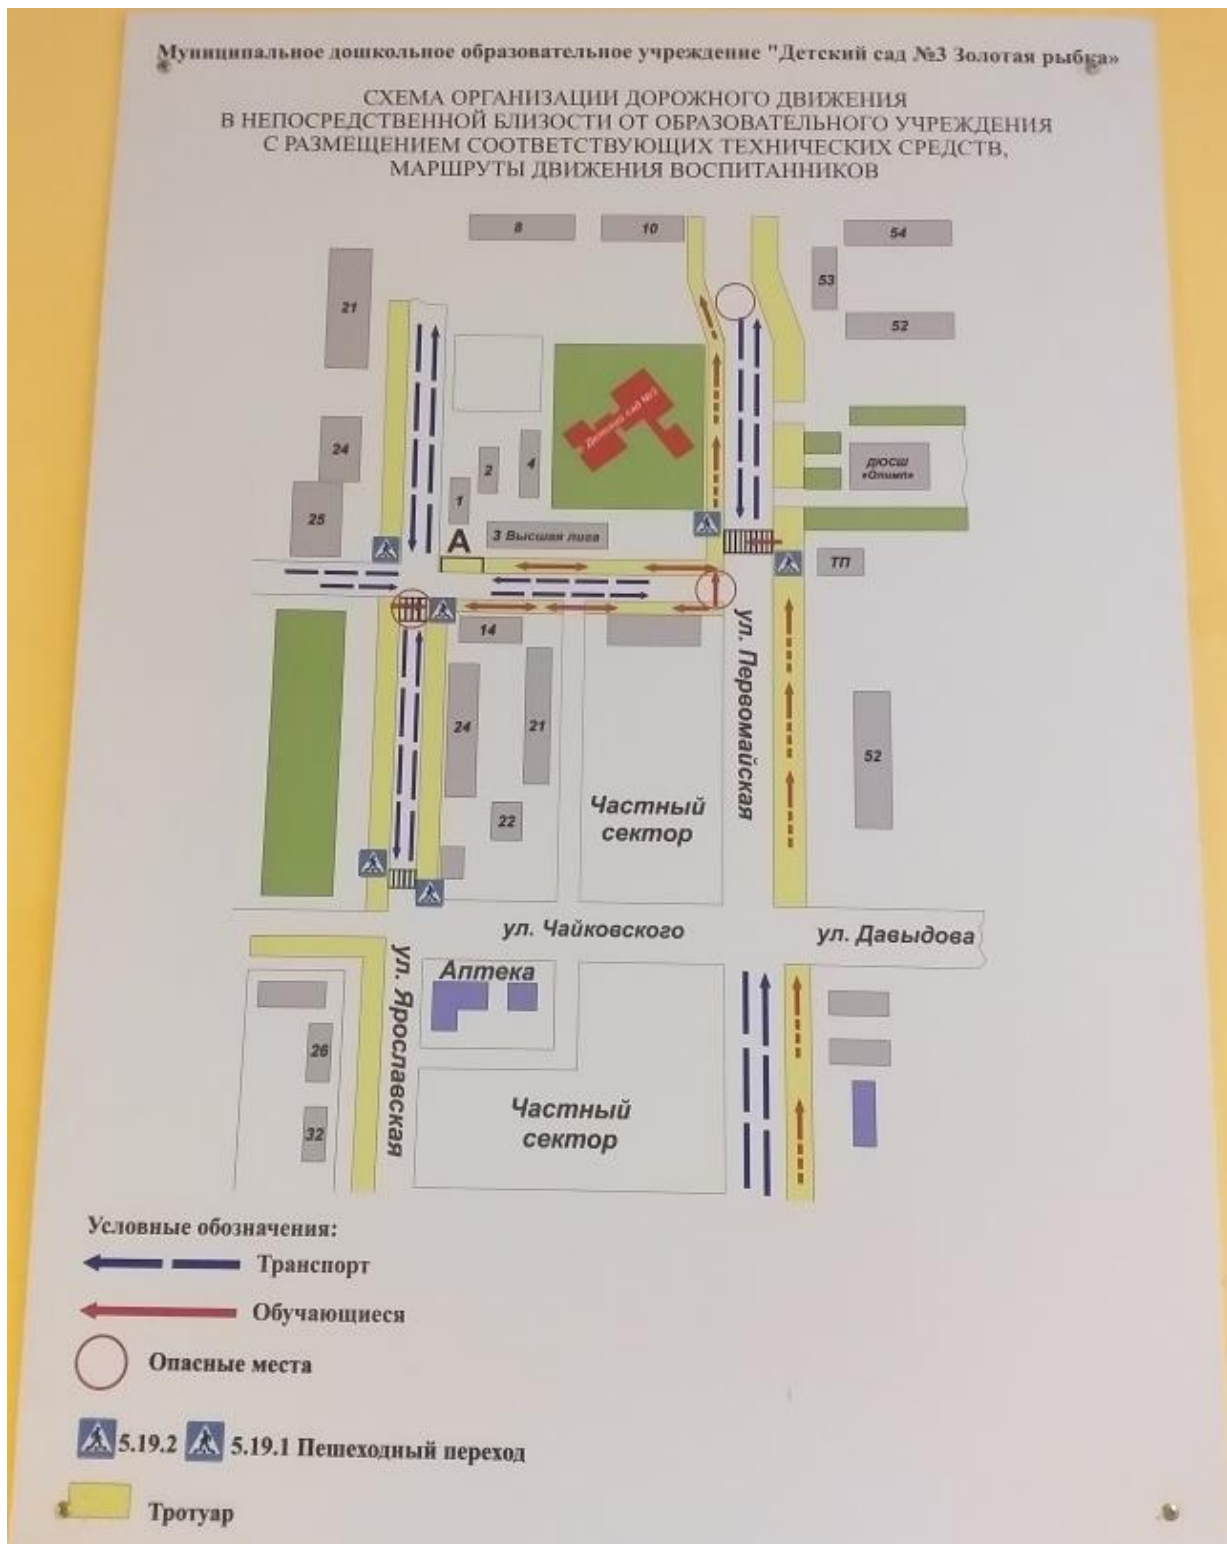 Муниципальное дошкольное образовательное учреждение "Детский сад №3 Золотая рыбка»
СХЕМА ОРГАНИЗАЦИИ ДОРОЖНОГО ДВИЖЕНИЯ
В НЕПОСРЕДСТВЕННОЙ БЛИЗОСТИ ОТ ОБРАЗОВАТЕЛЬНОГО УЧРЕЖДЕНИЯ
С РАЗМЕЩЕНИЕМ СООТВЕТСТВУЮЩИХ ТЕХНИЧЕСКИХ СРЕДСТВ,
МАРШРУТЫ ДВИЖЕНИЯ ВОСПИТАННИКОВ
8
10
54
53
21
52
Детский сад №3
24
2
4
ДЮСШ
«Олимп»
1
25
А
3 Высшая лига
ТП
14
ул. Первомайская
24
21
52
22
Частный
сектор
ул. Чайковского
ул. Давыдова
ул. Ярославская
Аптека
26
32
Частный
сектор
Условные обозначения:
Транспорт
Обучающиеся
Опасные места
5.19.2 5.19.1 Пешеходный переход
Тротуар